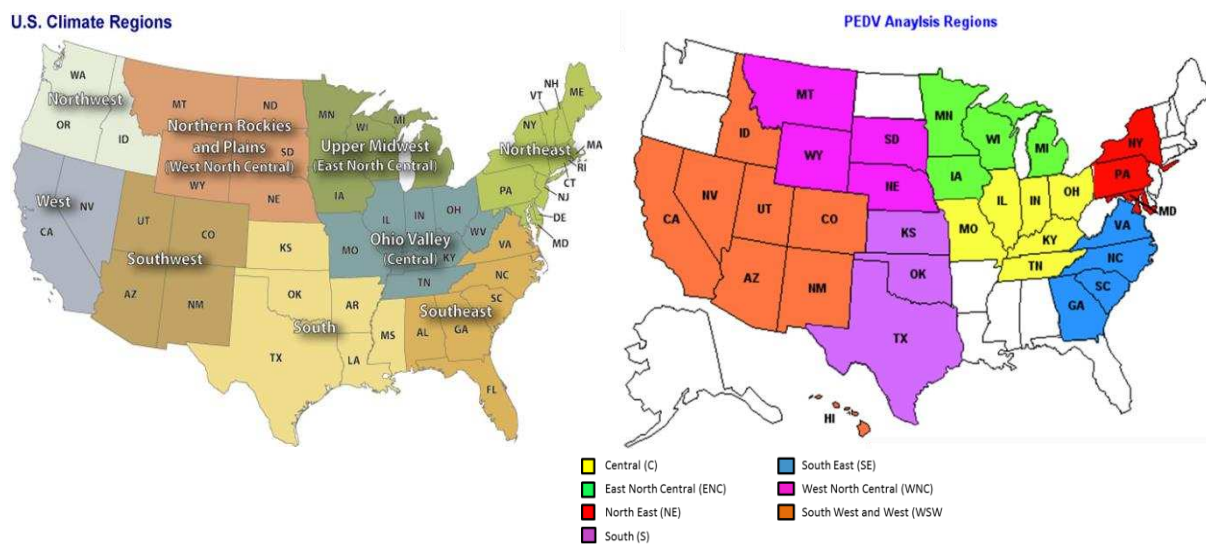 U.S. Climate Regions
WA
Northwest
OR
ID
MT
ND
Northern Rockies
and Plains
(West North Central)
SD
WY
NE
MN
WI
MI
Upper Midwest
(East North Central)
IA
NH
VT
ME
NY
Northeast
MA
RI
CT
NJ
PA
DE
MD
West
NV
CA
UT
CO
Southwest
AZ
NM
KS
OK
AR
South
TX
LA
MS
IL
IN
OH
WV
MO
Ohio Valley
(Central)
KY
TN
VA
NC
SC
Southeast
AL
GA
FL
PEDV Anaylsis Regions
MT
ID
WY
SD
NE
MN
WI
MI
IA
NY
PA
MD
CA
NV
UT
CO
AZ
NM
KS
OK
TX
MO
IL
IN
OH
KY
TN
VA
NC
SC
GA
HI
Central (C)
East North Central (ENC)
North East (NE)
South (S)
South East (SE)
West North Central (WNC)
South West and West (WSW